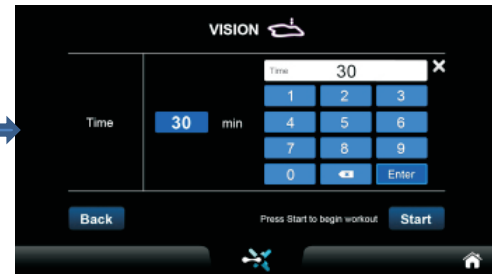 VISION
Time 30
1 2 3
Time 30 min 4 5 6
7 8 9
0 Enter
Back Press Start to begin workout Start